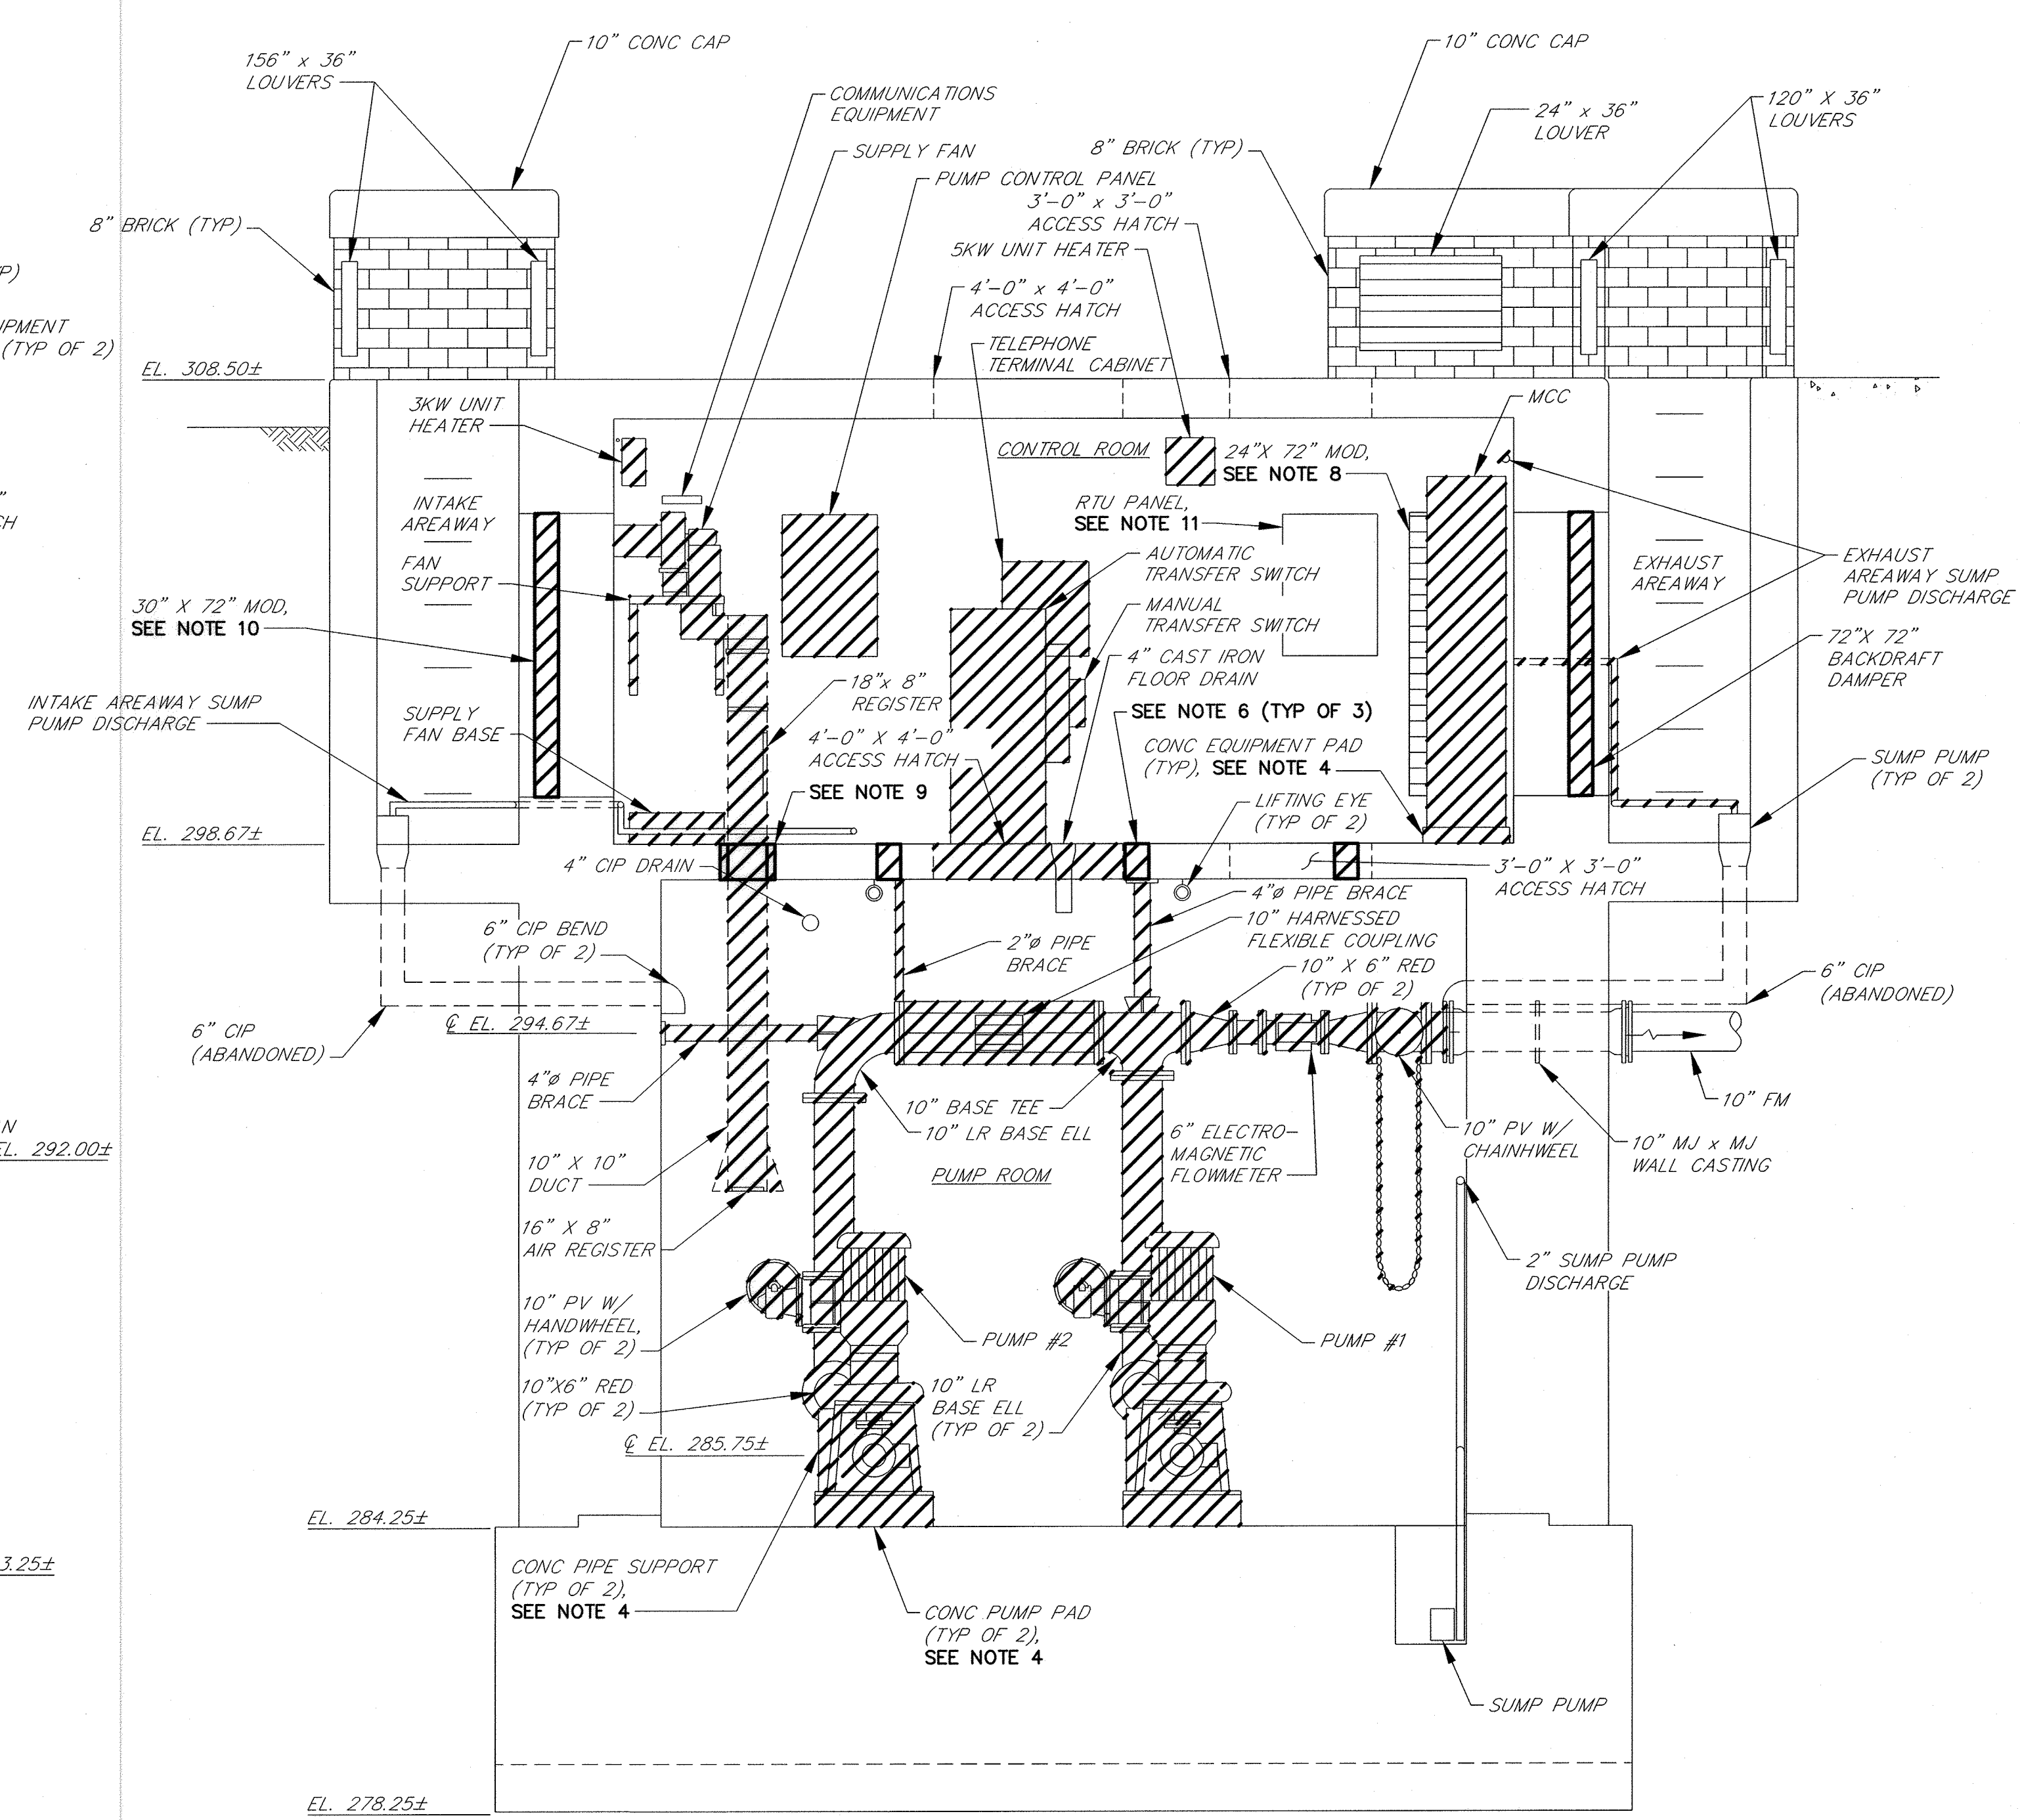 10" CONC CAP
156" x 36"
LOUVERS
COMMUNICATIONS
EQUIPMENT
SUPPLY FAN
PUMP CONTROL PANEL
3'-0" x 3'-0"
ACCESS HATCH
8" BRICK (TYP)
10" CONC CAP
24" x 36"
LOUVER
120" X 36"
LOUVERS
8" BRICK (TYP)
5KW UNIT HEATER
4'-0" x 4'-0"
ACCESS HATCH
TELEPHONE
TERMINAL CABINET
P)
IPMENT
(TYP OF 2)
"
CH
EL. 308.50±
3KW UNIT
HEATER
CONTROL ROOM
24"X 72" MOD,
SEE NOTE 8
MCC
INTAKE
AREAWAY
RTU PANEL,
SEE NOTE 11
FAN
SUPPORT
AUTOMATIC
TRANSFER SWITCH
EXHAUST
AREAWAY
EXHAUST
AREAWAY SUMP
PUMP DISCHARGE
30" X 72" MOD,
SEE NOTE 10
MANUAL
TRANSFER SWITCH
72"X 72"
BACKDRAFT
DAMPER
4" CAST IRON
FLOOR DRAIN
18"x 8"
REGISTER
INTAKE AREAWAY SUMP
PUMP DISCHARGE
SUPPLY
FAN BASE
SEE NOTE 6 (TYP OF 3)
4'-0" X 4'-0"
ACCESS HATCH
CONC EQUIPMENT PAD
(TYP), SEE NOTE 4
SUMP PUMP
(TYP OF 2)
SEE NOTE 9
LIFTING EYE
(TYP OF 2)
EL. 298.67±
4" CIP DRAIN
3'-0" X 3'-0"
ACCESS HATCH
4"ø PIPE BRACE
10" HARNESSED
FLEXIBLE COUPLING
6" CIP BEND
(TYP OF 2)
2"ø PIPE
BRACE
10" X 6" RED
(TYP OF 2)
6" CIP
(ABANDONED)
6" CIP
(ABANDONED)
℄ EL. 294.67±
4"ø PIPE
BRACE
10" BASE TEE
10" LR BASE ELL
10" FM
N
EL. 292.00±
6" ELECTRO-
MAGNETIC
FLOWMETER
10" PV W/
CHAINHWEEL
10" MJ x MJ
WALL CASTING
10" X 10"
DUCT
PUMP ROOM
16" X 8"
AIR REGISTER
2" SUMP PUMP
DISCHARGE
10" PV W/
HANDWHEEL,
(TYP OF 2)
PUMP #2
PUMP #1
10"X6" RED
(TYP OF 2)
10" LR
BASE ELL
(TYP OF 2)
℄ EL. 285.75±
EL. 284.25±
3.25±
CONC PIPE SUPPORT
(TYP OF 2),
SEE NOTE 4
CONC PUMP PAD
(TYP OF 2),
SEE NOTE 4
SUMP PUMP
EL. 278.25±